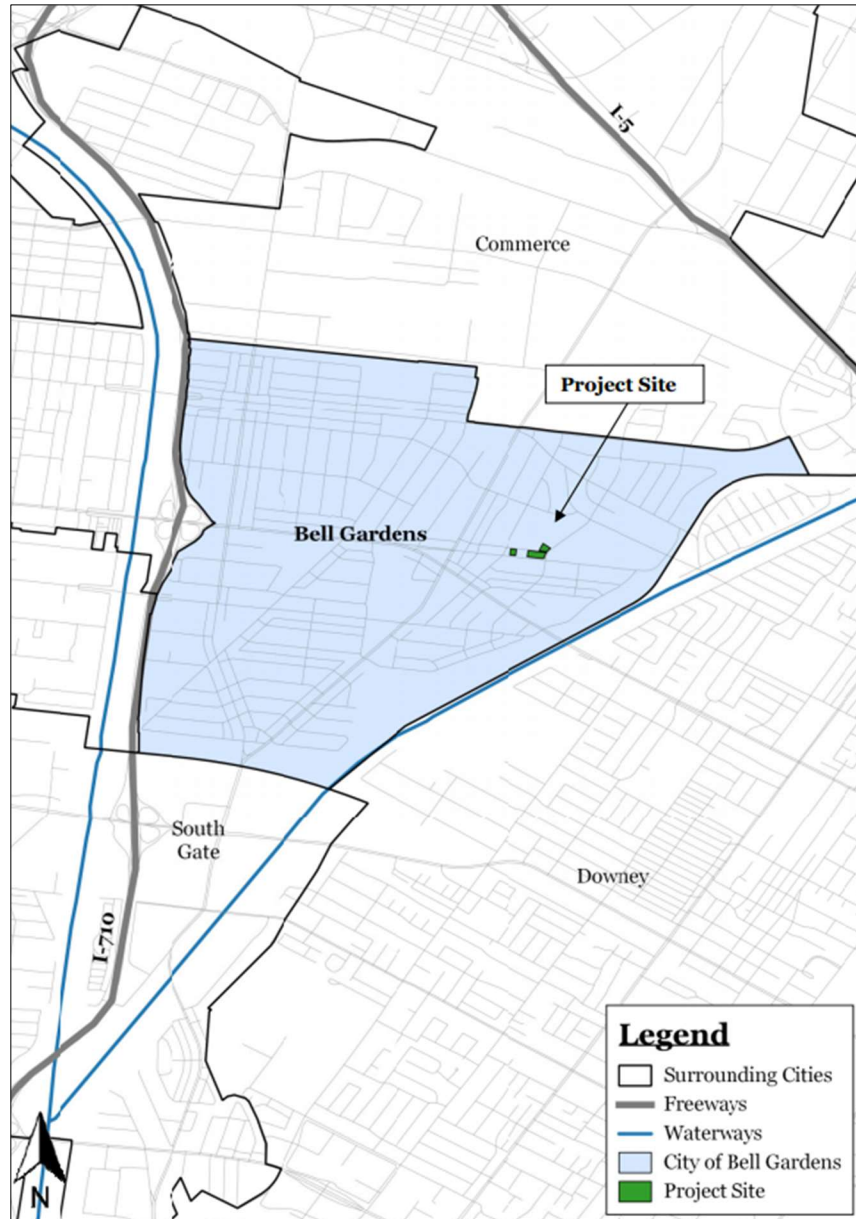 I-5
Commerce
Project Site
Bell Gardens
South
Gate
Downey
I-710
Legend
Surrounding Cities
Freeways
Waterways
City of Bell Gardens
Project Site
N